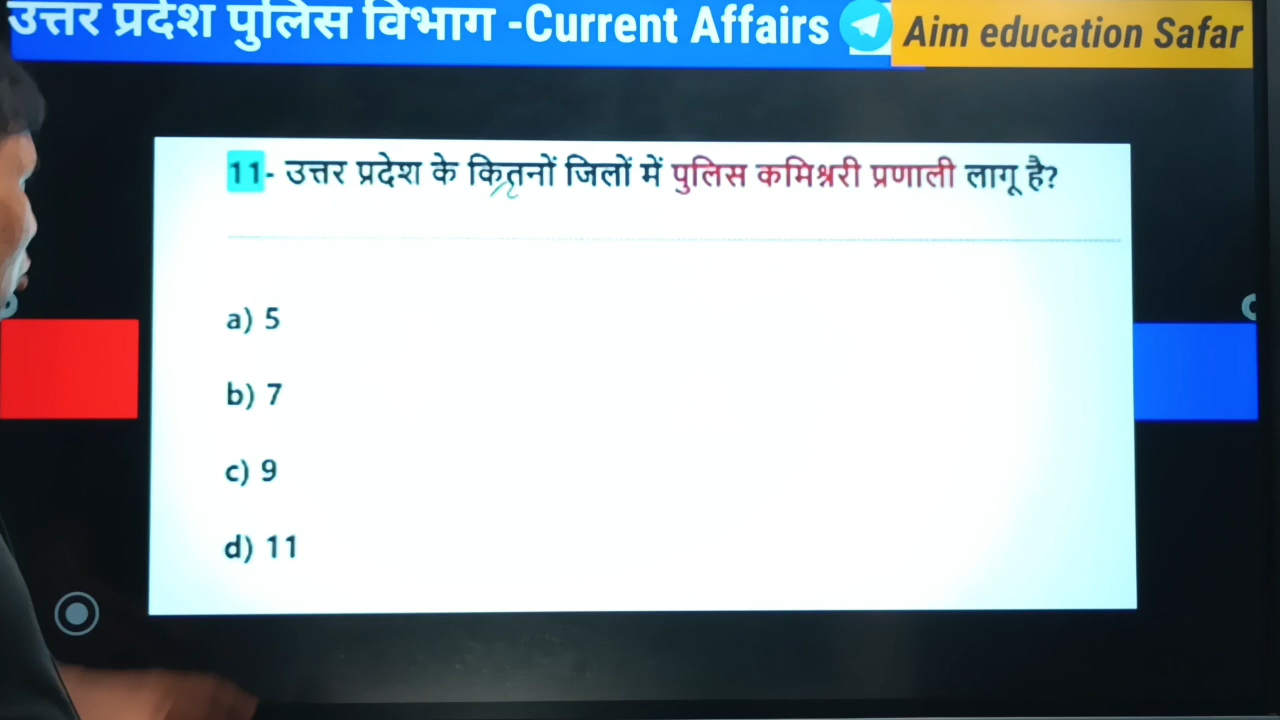 उत्तर प्रदेश पुलिस विभाग -Current Affairs
Aim education Safar
11- उत्तर प्रदेश के कितनों जिलों में पुलिस कमिश्नरी प्रणाली लागू है?
a) 5
b) 7
c) 9
d) 11